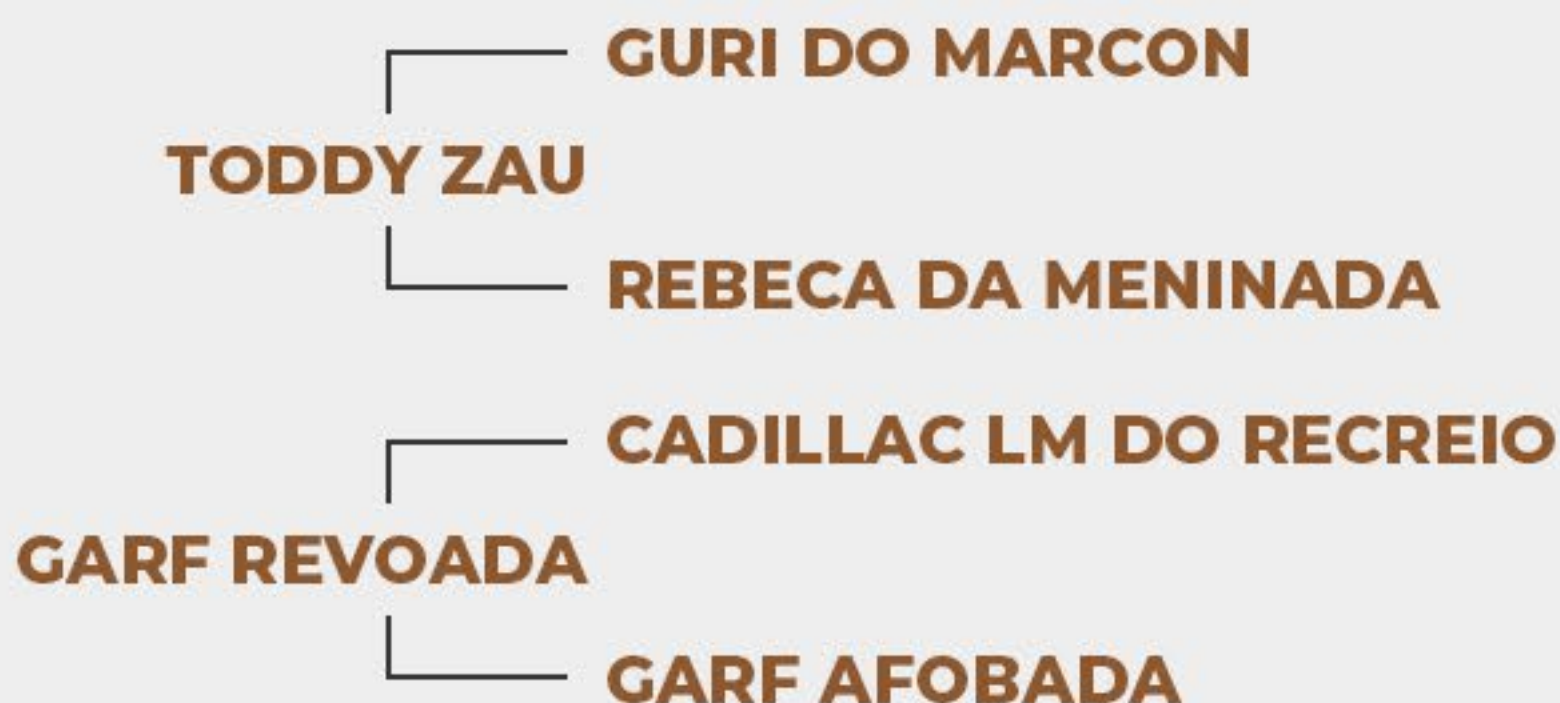 GURI DO MARCON
TODDY ZAU
REBECA DA MENINADA
CADILLAC LM DO RECREIO
GARF REVOADA
GARF AFOBADA